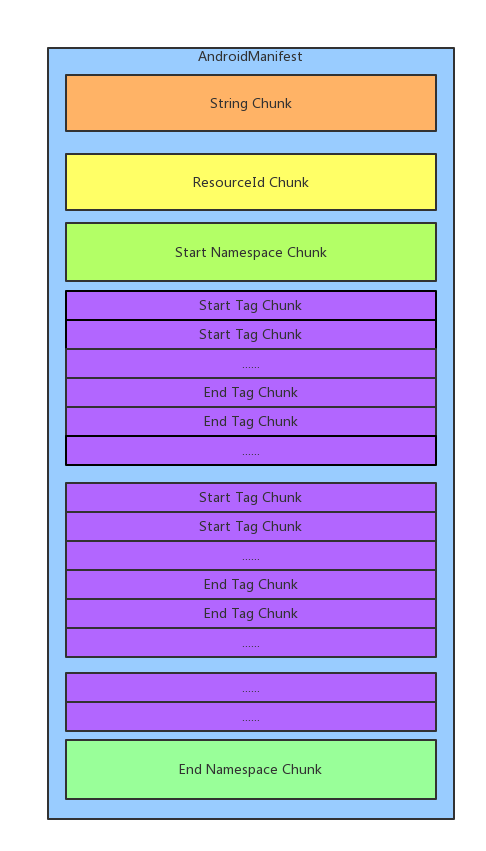 AndroidManifest
String Chunk
ResourceId Chunk
Start Namespace Chunk
Start Tag Chunk
Start Tag Chunk
......
End Tag Chunk
End Tag Chunk
......
Start Tag Chunk
Start Tag Chunk
......
End Tag Chunk
End Tag Chunk
......
......
......
End Namespace Chunk